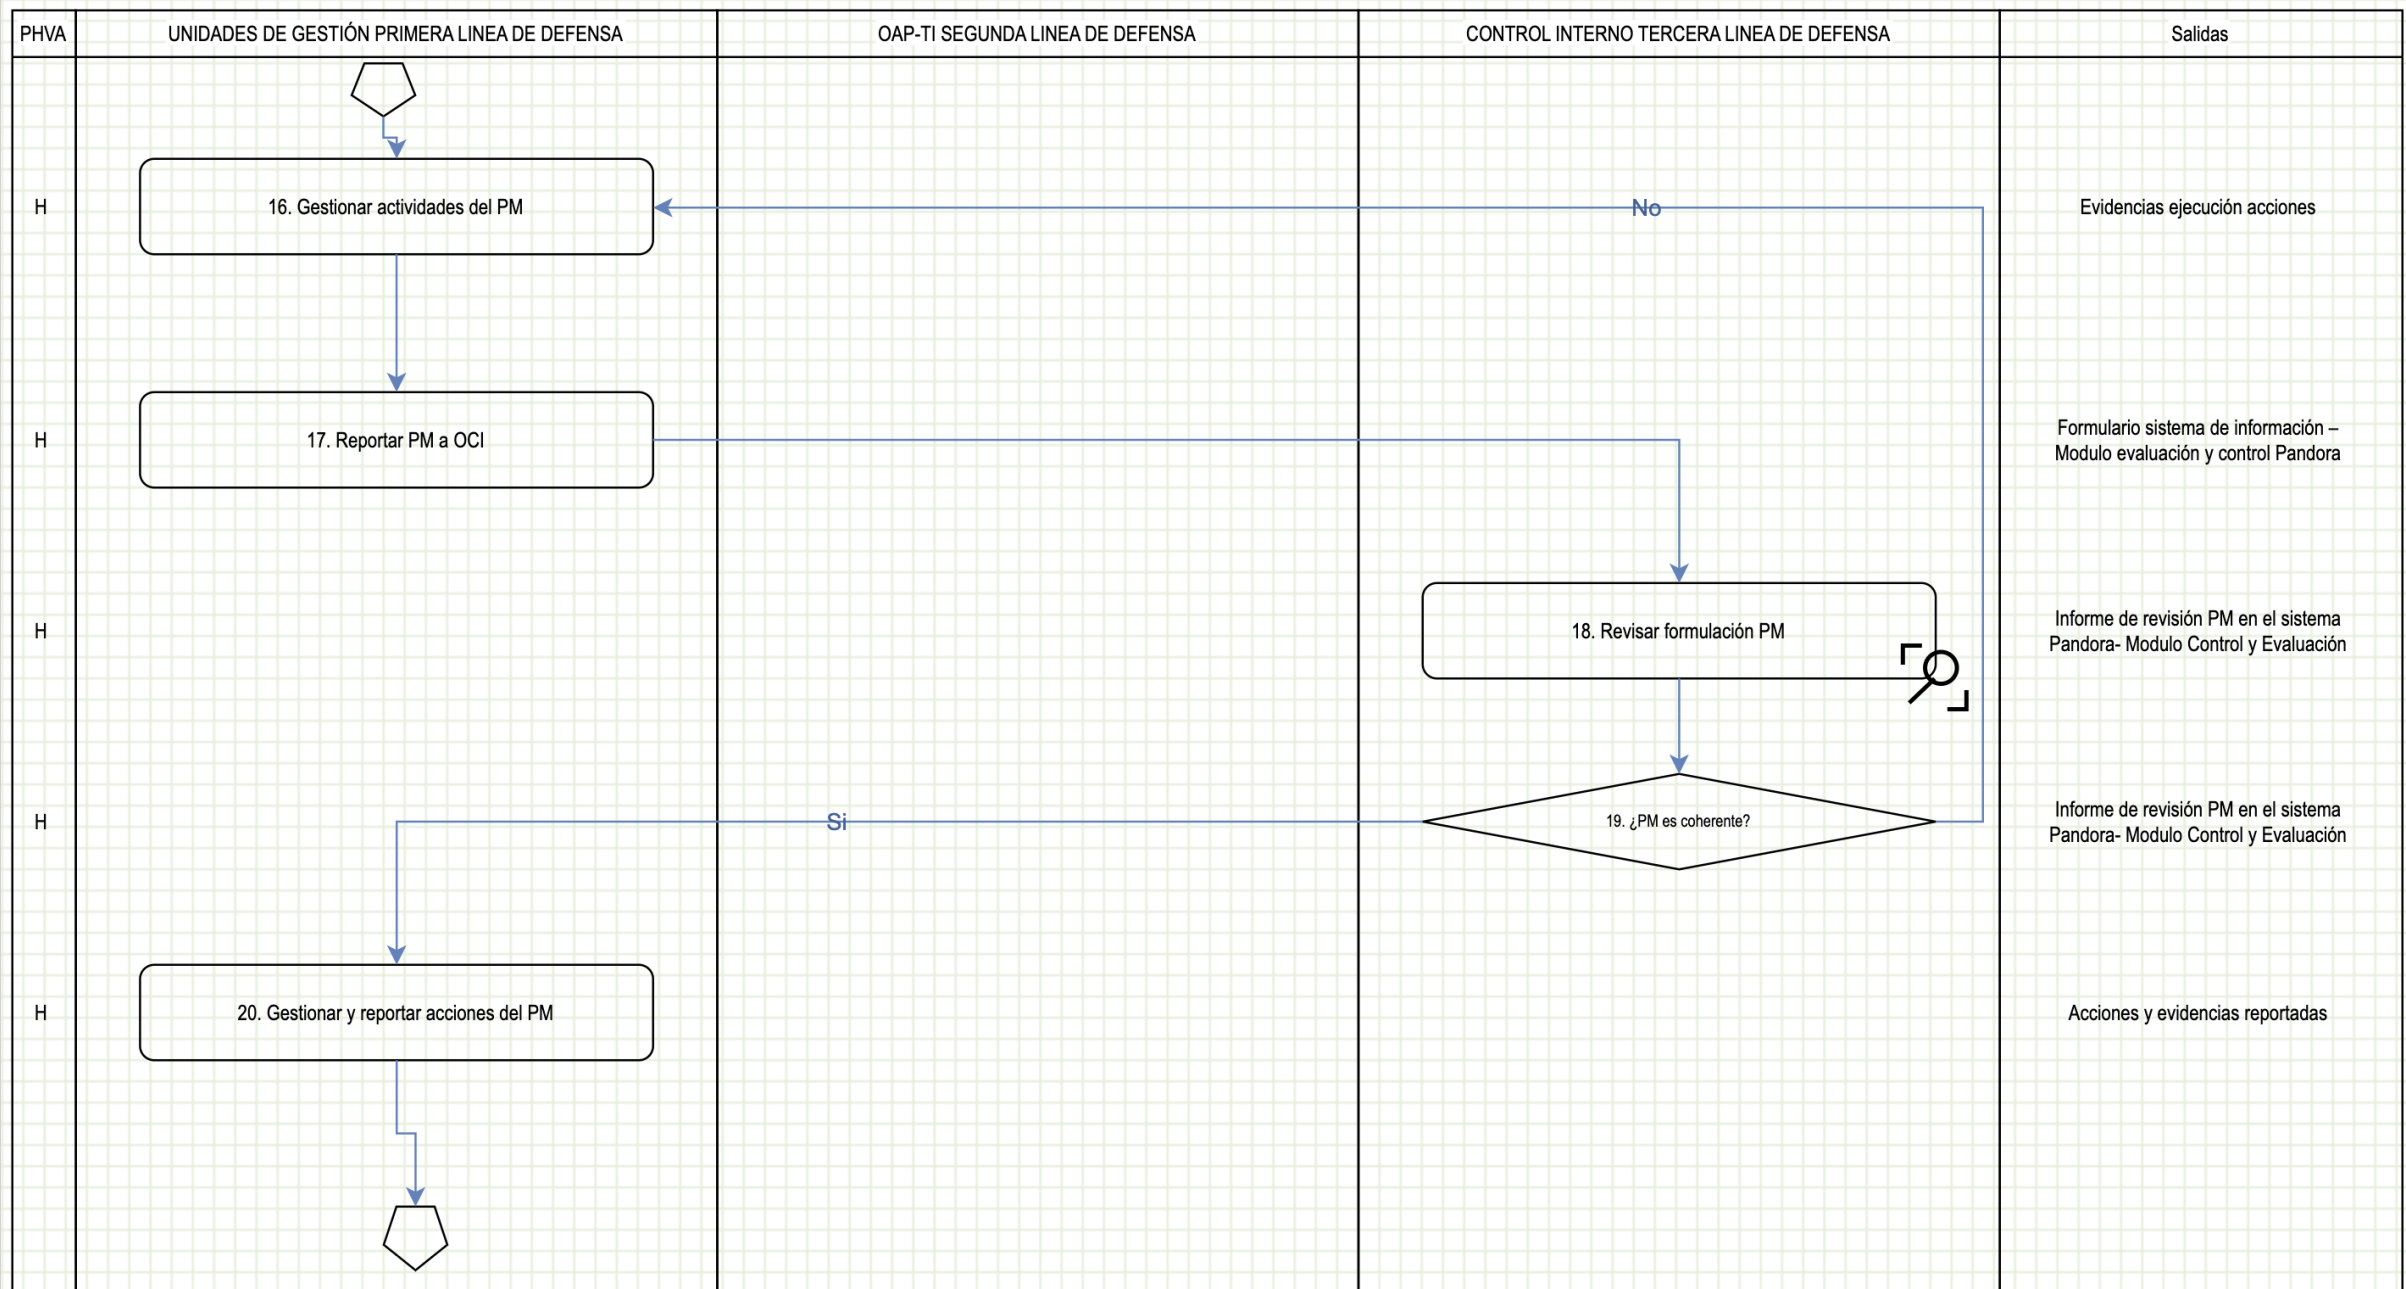 PHVA
UNIDADES DE GESTIÓN PRIMERA LINEA DE DEFENSA
OAP-TI SEGUNDA LINEA DE DEFENSA
CONTROL INTERNO TERCERA LINEA DE DEFENSA
Salidas
H
16. Gestionar actividades del PM
No
Evidencias ejecución acciones
H
17. Reportar PM a OCI
Formulario sistema de información –
Modulo evaluación y control Pandora
H
18. Revisar formulación PM
Informe de revisión PM en el sistema
Pandora- Modulo Control y Evaluación
H
Si
19. ¿PM es coherente?
Informe de revisión PM en el sistema
Pandora- Modulo Control y Evaluación
H
20. Gestionar y reportar acciones del PM
Acciones y evidencias reportadas